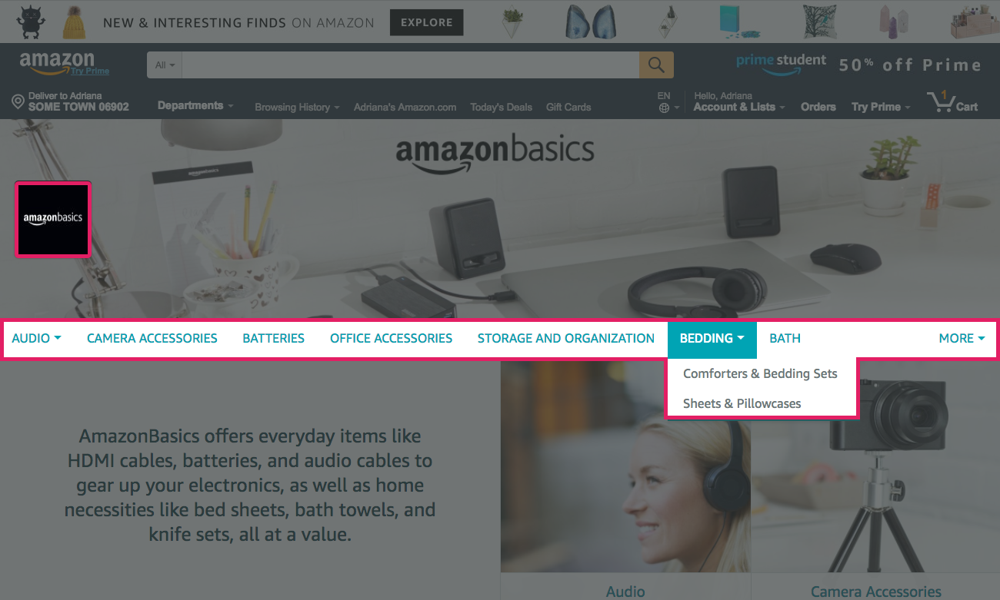 NEW & INTERESTING FINDS ON AMAZON EXPLORE
amazon
Try Prime
All
prime student 50% off Prime
Deliver to Adriana
SOME TOWN 06902
Departments Browsing History Adriana's Amazon.com Today's Deals Gift Cards
EN
Hello, Adriana
Account & Lists Orders Try Prime 1 Cart
amazonbasics
amazonbasics
amazonbasics
AUDIO CAMERA ACCESSORIES BATTERIES OFFICE ACCESSORIES STORAGE AND ORGANIZATION BEDDING BATH MORE
Comforters & Bedding Sets
Sheets & Pillowcases
AmazonBasics offers everyday items like
HDMI cables, batteries, and audio cables to
gear up your electronics, as well as home
necessities like bed sheets, bath towels, and
knife sets, all at a value.
Audio Camera Accessories